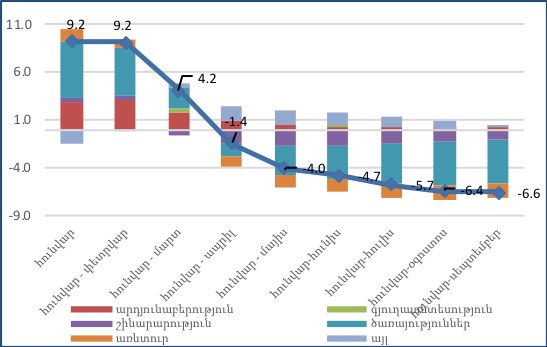 11.0
6.0
1.0
-4.0
-9.0
9.2
9.2
4.2
-1.4
-4.0
-4.7
-5.7
-6.4
-6.6
հունվար
հունվար - փետրվար
հունվար - մարտ
հունվար - ապրիլ
հունվար - մայիս
հունվար-հունիս
հունվար-հուլիս
հունվար-օգոստոս
հունվար-սեպտեմբեր
արդյունաբերություն
գյուղատնտեսություն
շինարարություն
ծառայություններ
առևտուր
այլ